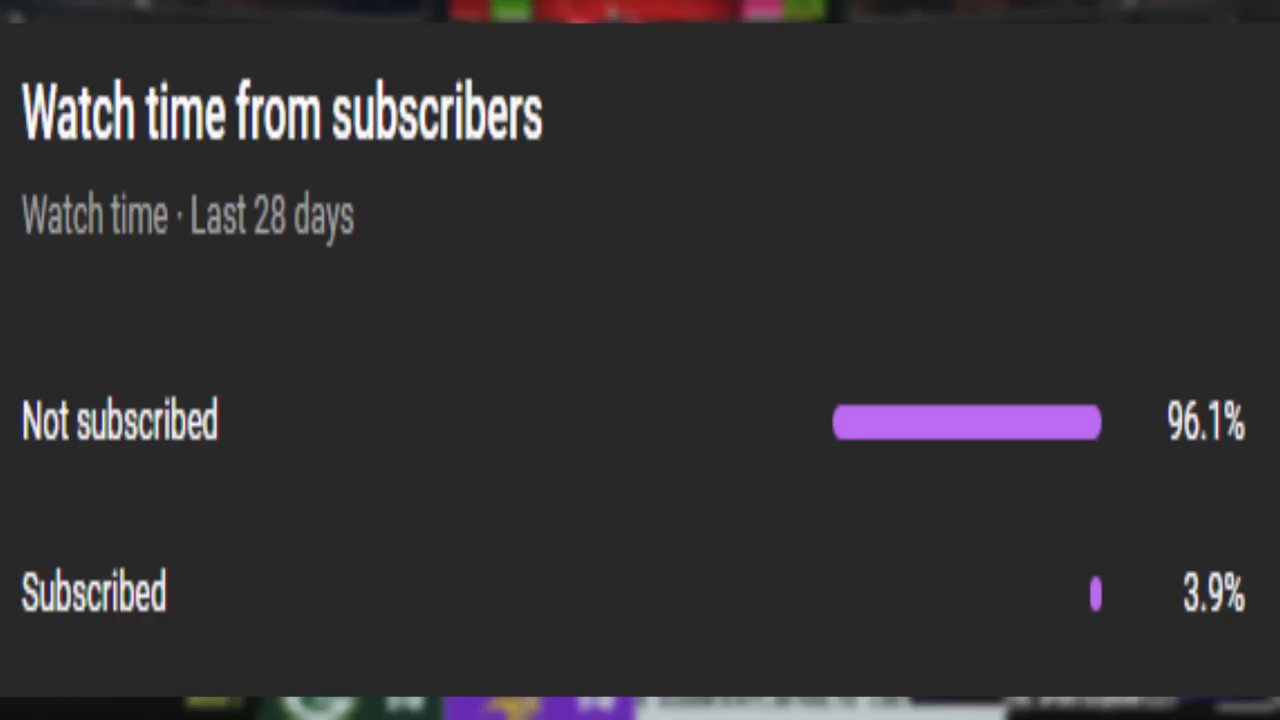 Watch time from subscribers
Watch time · Last 28 days
Not subscribed 96.1%
Subscribed 3.9%